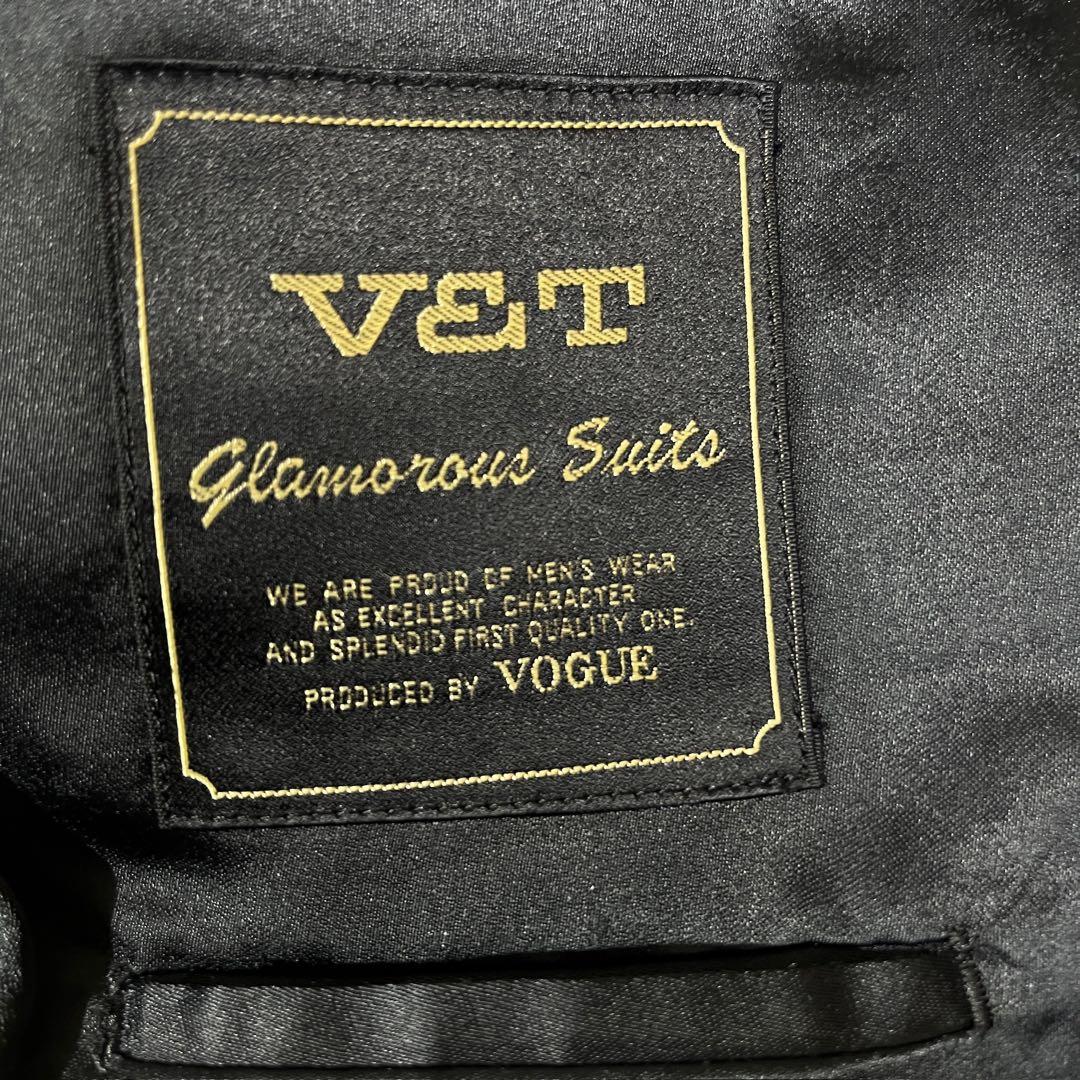 V&T
Glamorous Suits
WE ARE PROUD OF MEN'S WEAR
AS EXCELLENT CHARACTER
AND SPLENDID FIRST QUALITY ONE.
PRODUCED BY VOGUE